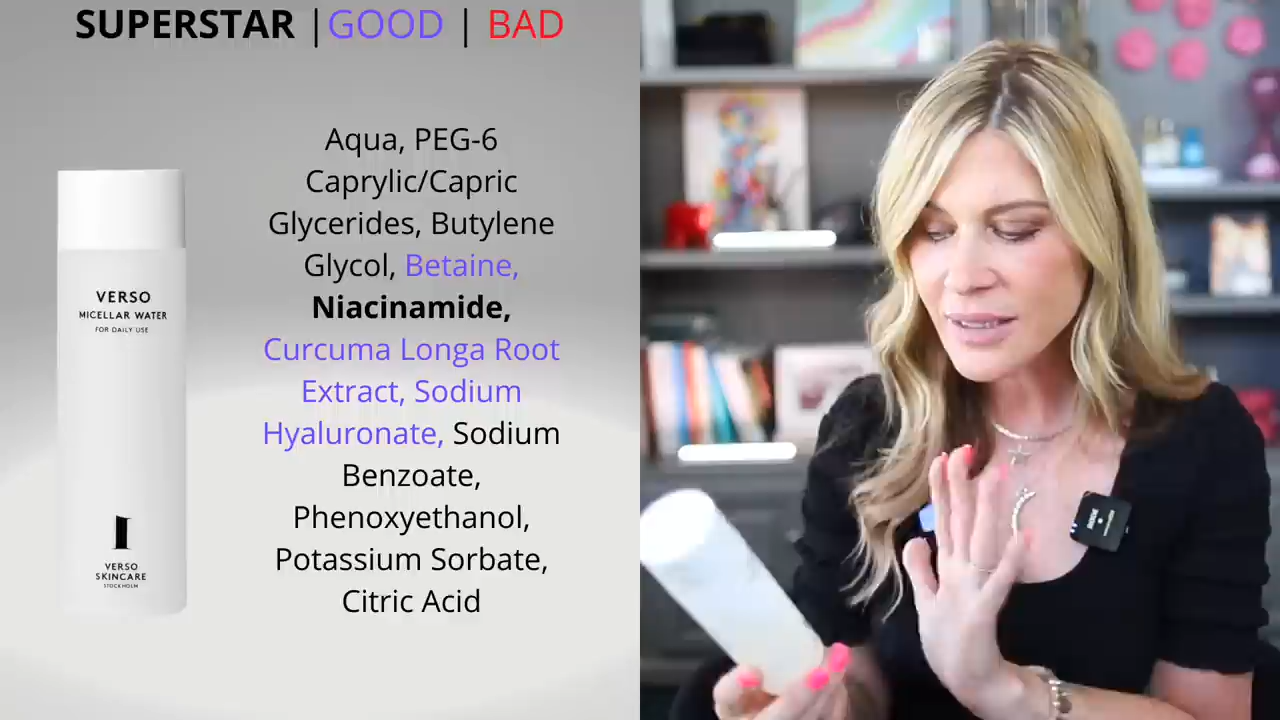 SUPERSTAR | GOOD | BAD
Aqua, PEG-6
Caprylic/Capric
Glycerides, Butylene
Glycol, Betaine,
Niacinamide,
Curcuma Longa Root
Extract, Sodium
Hyaluronate, Sodium
Benzoate,
Phenoxyethanol,
Potassium Sorbate,
Citric Acid
VERSO
MICELLAR WATER
FOR DAILY USE
VERSO
SKINCARE
STOCKHOLM
RØDE